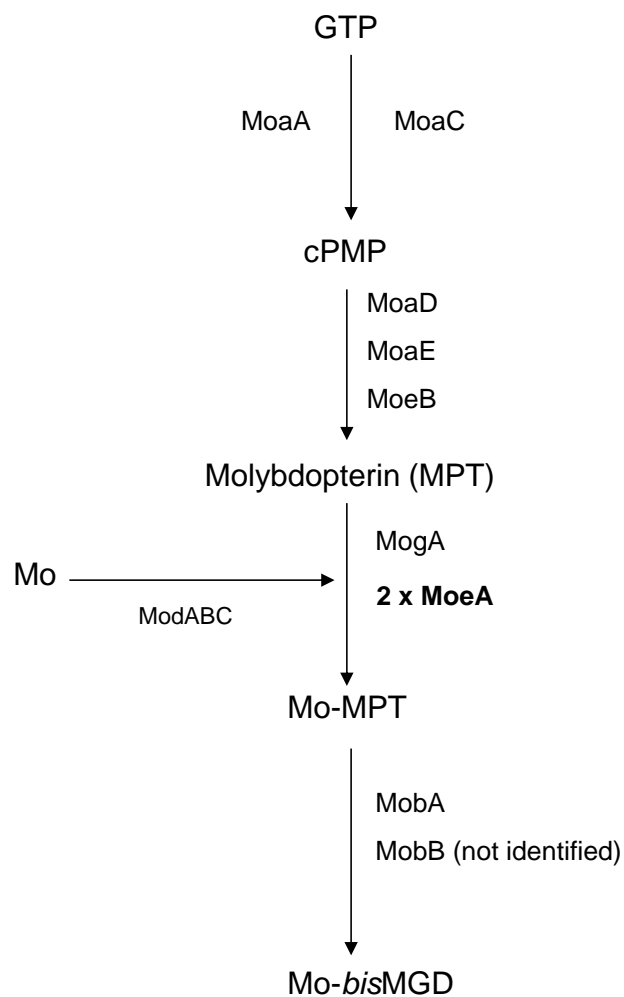 GTP
MoaA MoaC
cPMP
MoaD
MoaE
MoeB
Molybdopterin (MPT)
MogA
Mo
2 x MoeA
ModABC
Mo-MPT
MobA
MobB (not identified)
Mo-bisMGD